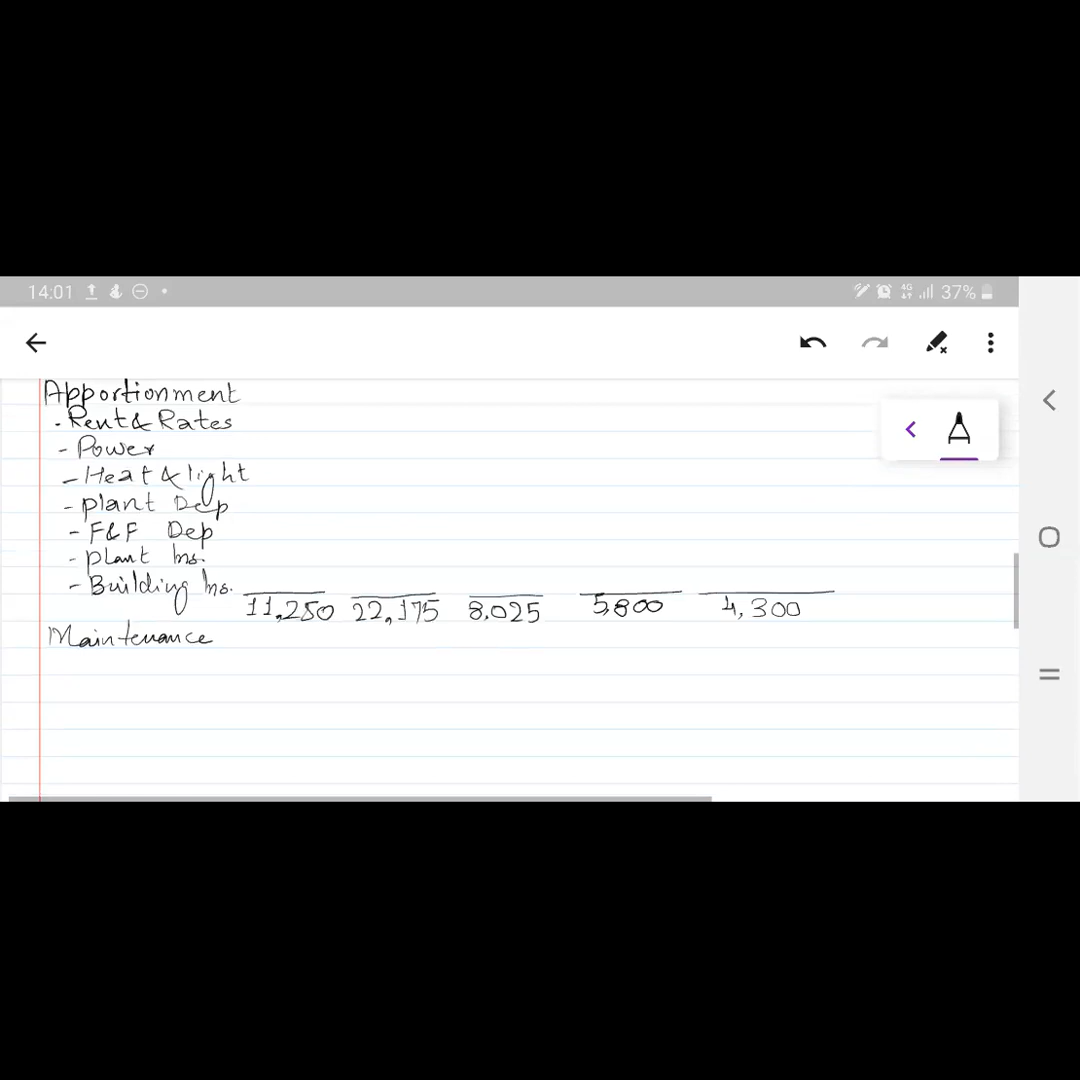 14:01 4G 37%
Apportionment
- Rent & Rates
- Power
- Heat & light
- plant Dep
- F&F Dep
- plant Ins.
- Building Ins.
11,250 22,175 8,025 5,800 4,300
Maintenance